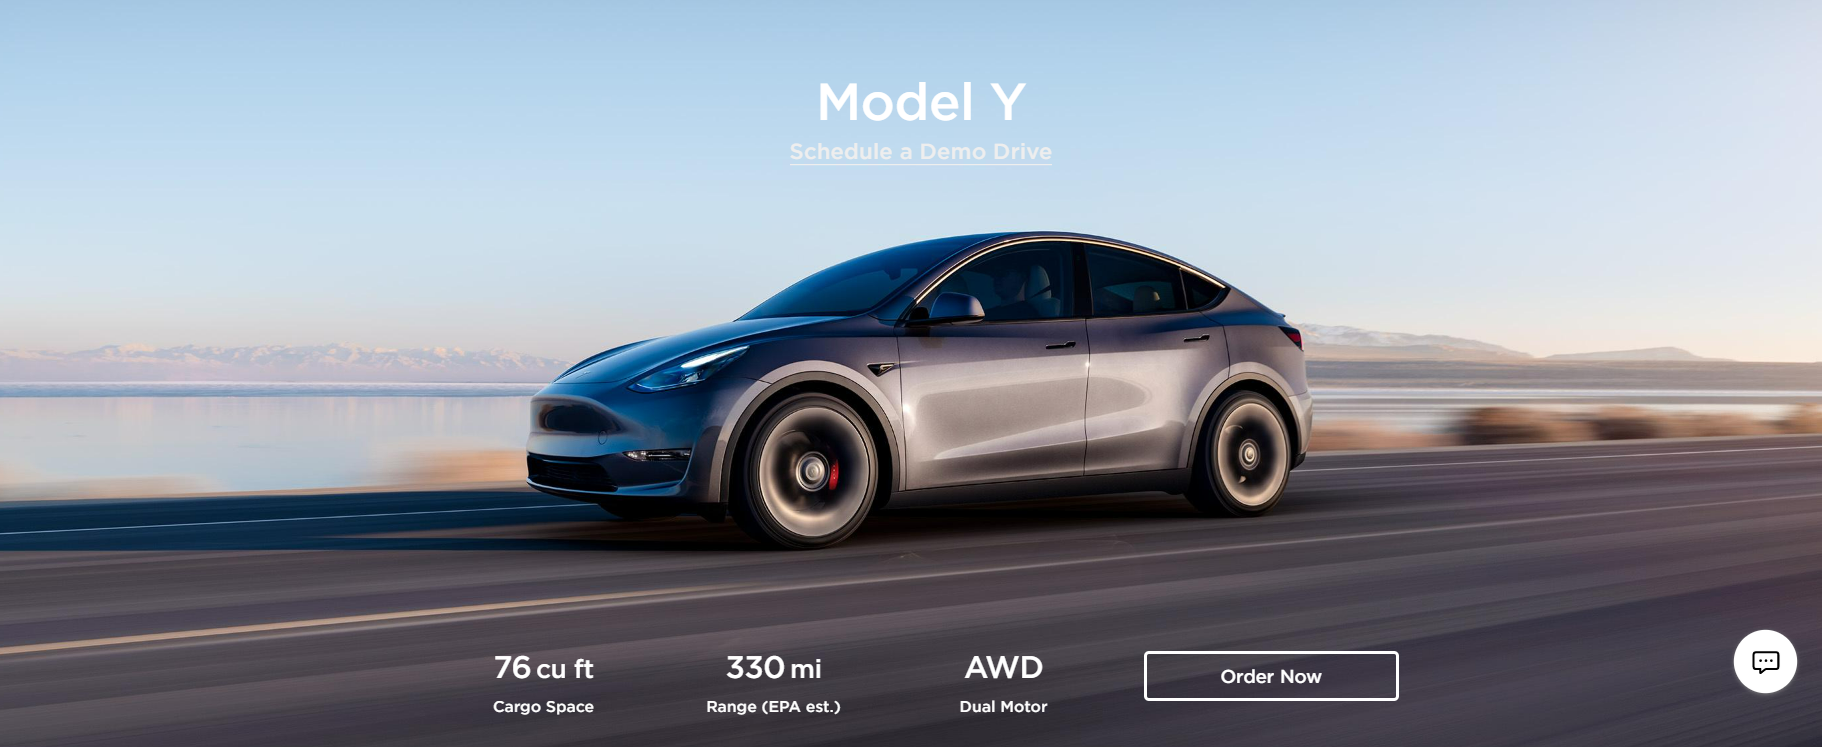 Model Y
Schedule a Demo Drive
76 cu ft
Cargo Space
330 mi
Range (EPA est.)
AWD
Dual Motor
Order Now